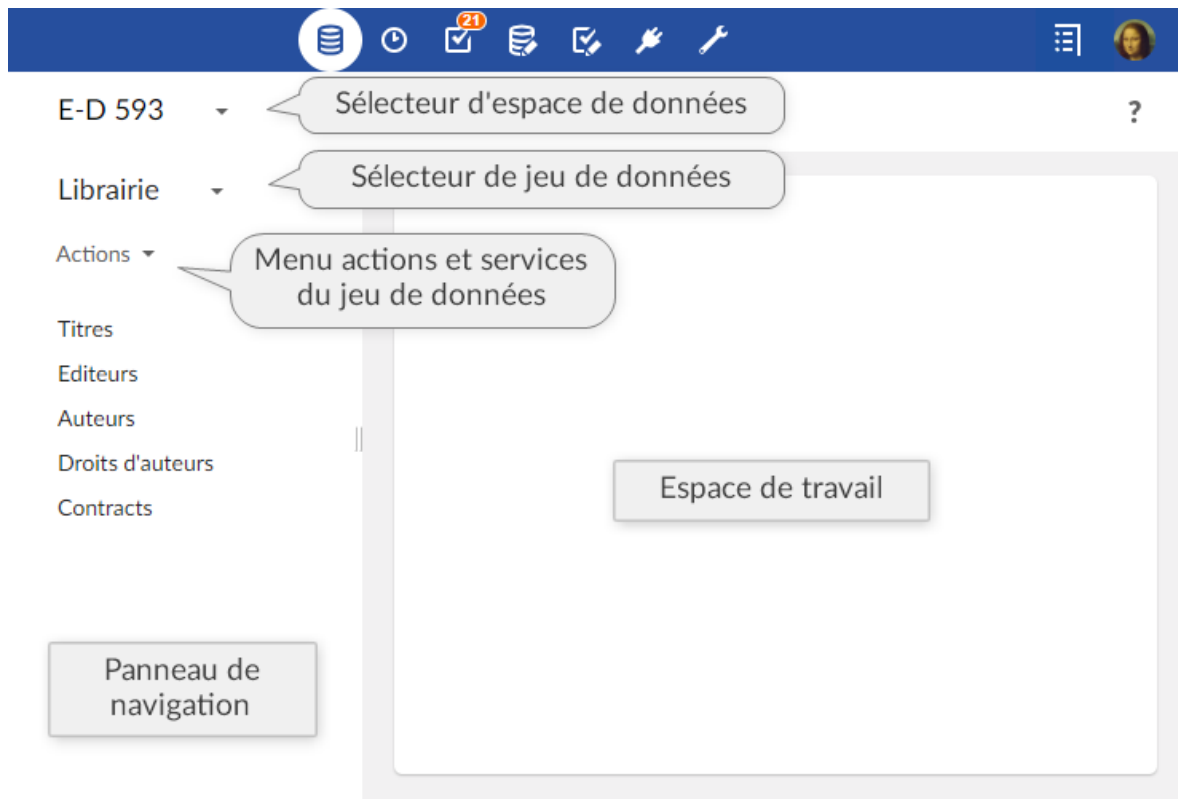 21
E-D 593
Sélecteur d'espace de données
?
Librairie
Sélecteur de jeu de données
Actions
Menu actions et services
du jeu de données
Titres
Editeurs
Auteurs
Droits d'auteurs
Contracts
Espace de travail
Panneau de
navigation